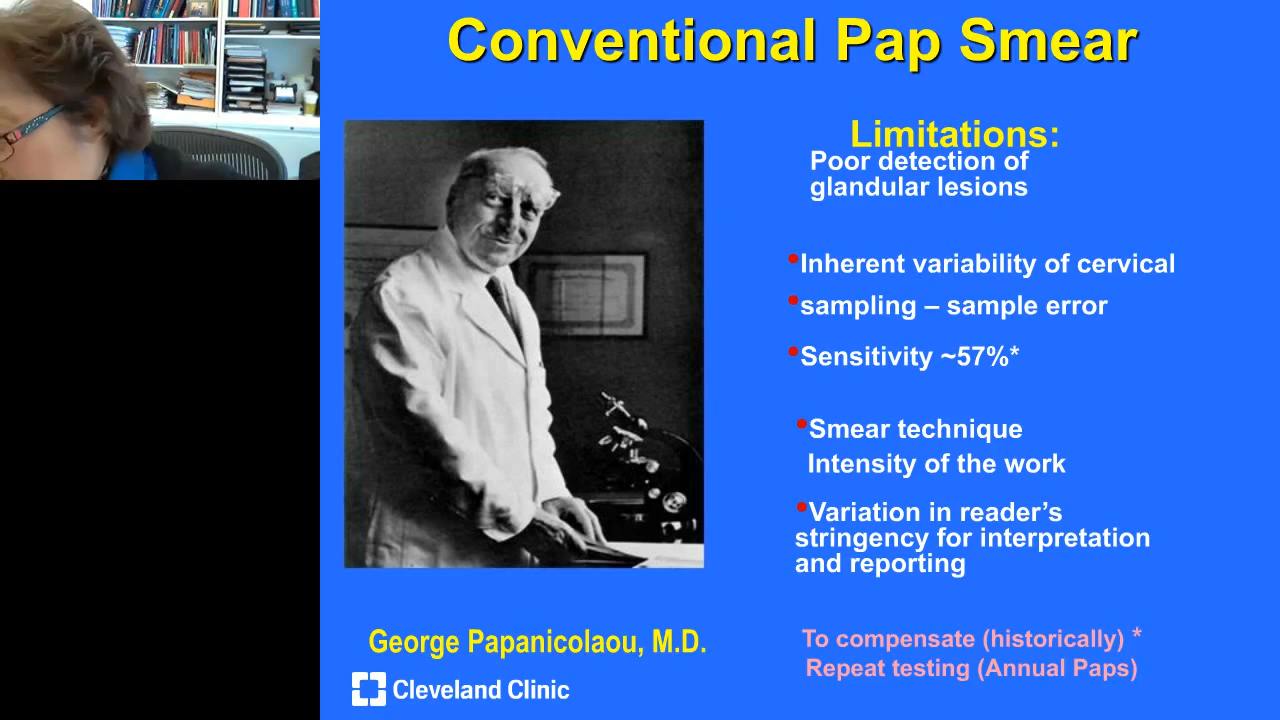 Conventional Pap Smear
Limitations:
Poor detection of
glandular lesions
•Inherent variability of cervical
•sampling – sample error
•Sensitivity ~57%*
•Smear technique
Intensity of the work
•Variation in reader’s
stringency for interpretation
and reporting
George Papanicolaou, M.D.
To compensate (historically) *
Repeat testing (Annual Paps)
Cleveland Clinic